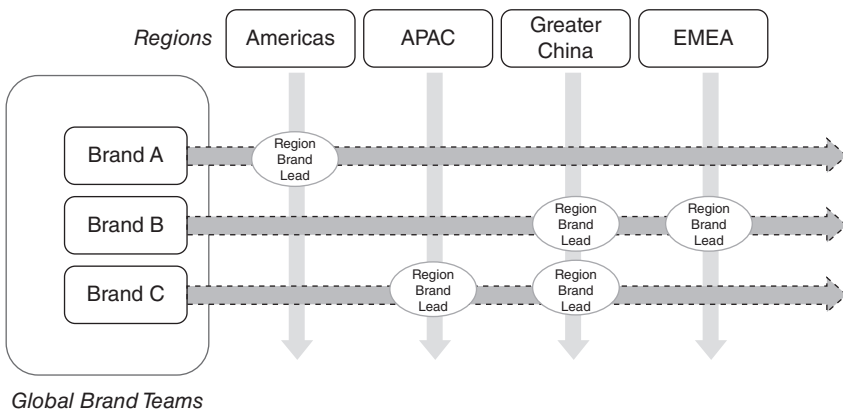 Regions
Americas
APAC
Greater
China
EMEA
Brand A
Region
Brand
Lead
Brand B
Region
Brand
Lead
Region
Brand
Lead
Brand C
Region
Brand
Lead
Region
Brand
Lead
Global Brand Teams